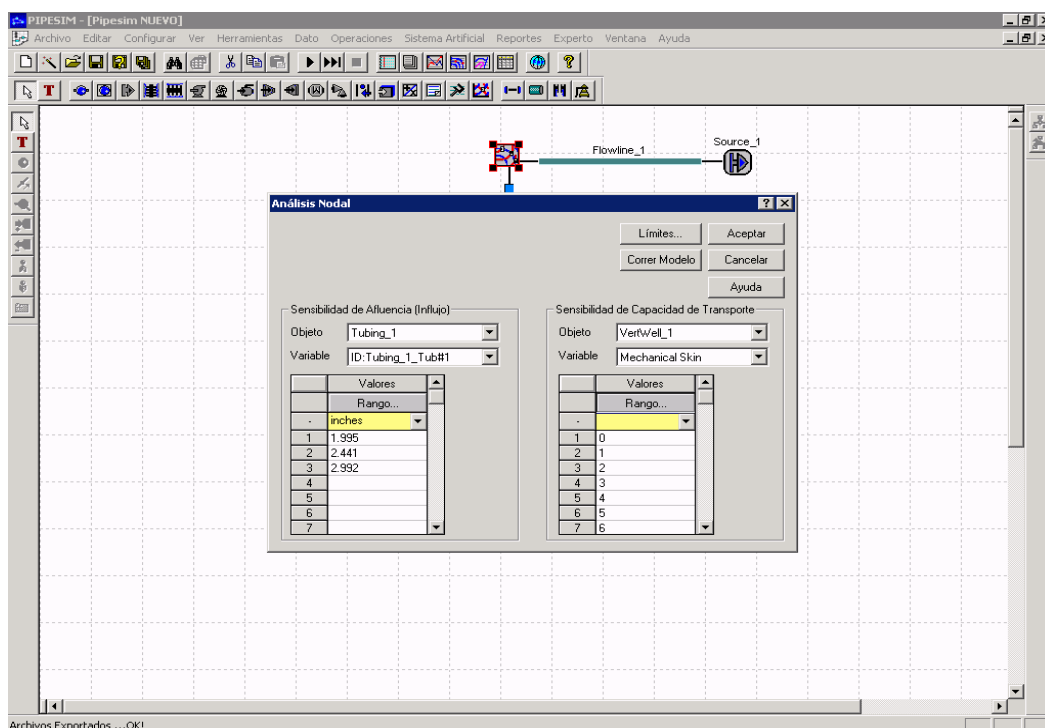 PIPESIM - [Pipesim NUEVO]
Archivo Editar Configurar Ver Herramientas Dato Operaciones Sistema Artificial Reportes Experto Ventana Ayuda
T
T
Flowline_1
Source_1
Análisis Nodal
Límites... Aceptar
Correr Modelo Cancelar
Ayuda
Sensibilidad de Afluencia (Influjo)
Objeto Tubing_1
Variable ID:Tubing_1_Tub#1
Valores
Rango...
- inches
1 1.995
2 2.441
3 2.992
4
5
6
7
Sensibilidad de Capacidad de Transporte
Objeto VertWell_1
Variable Mechanical Skin
Valores
Rango...
-
1 0
2 1
3 2
4 3
5 4
6 5
7 6
Archivos Exportados ...OK!